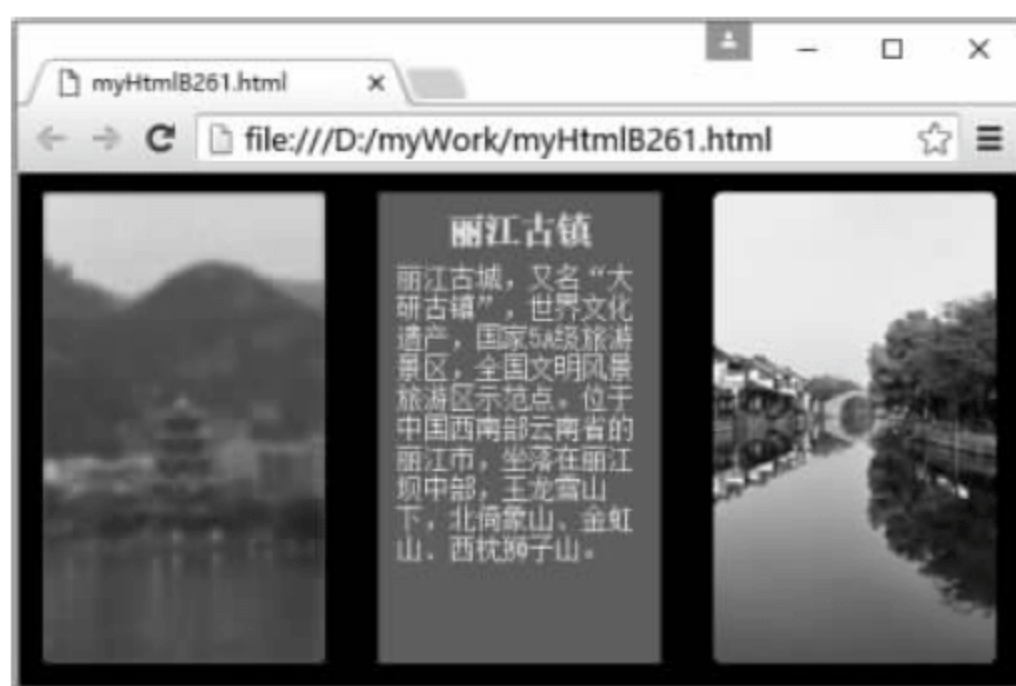 myHtmlB261.html
file:///D:/myWork/myHtmlB261.html
丽江古镇
丽江古城，又名“大
研古镇”，世界文化
遗产，国家5A级旅游
景区，全国文明风景
旅游区示范点。位于
中国西南部云南省的
丽江市，坐落在丽江
坝中部，玉龙雪山
下，北倚象山、金虹
山、西枕狮子山。